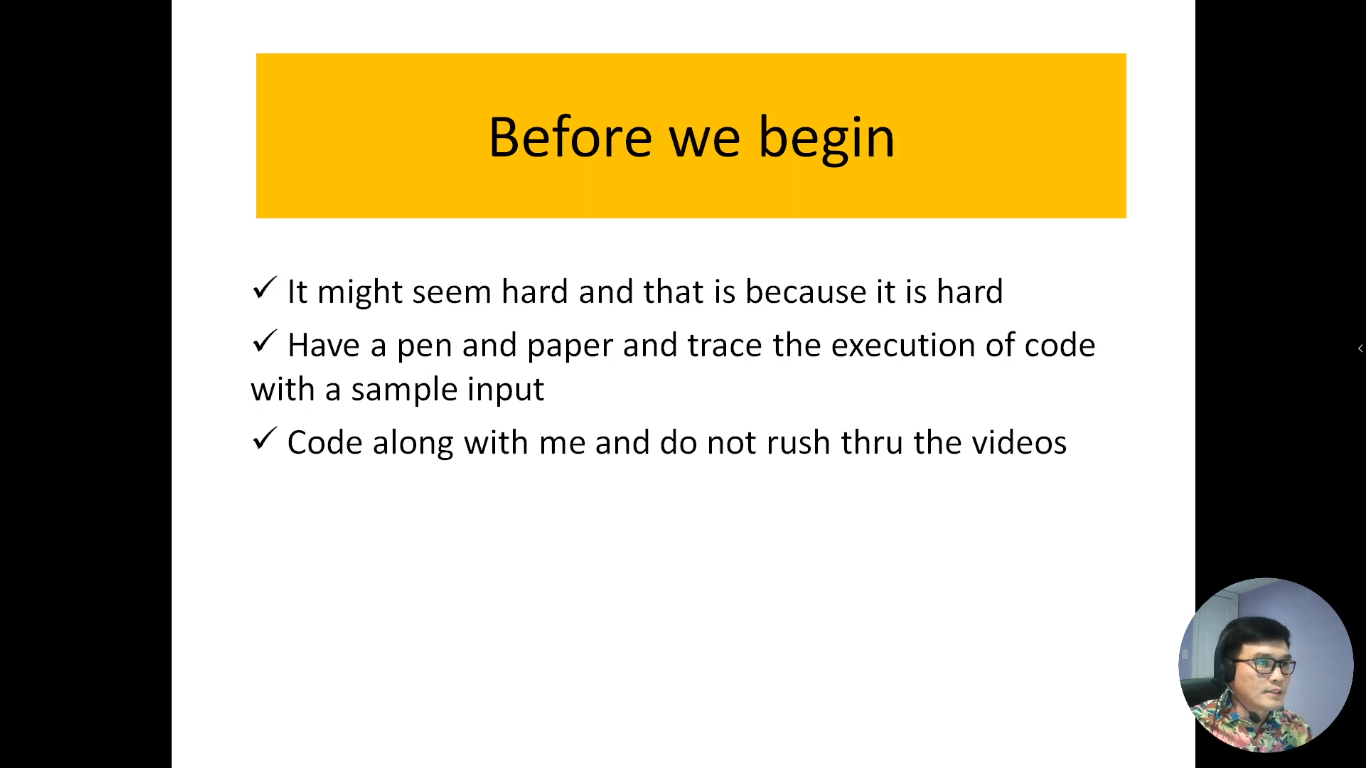 Before we begin
✓ It might seem hard and that is because it is hard
✓ Have a pen and paper and trace the execution of code
with a sample input
✓ Code along with me and do not rush thru the videos